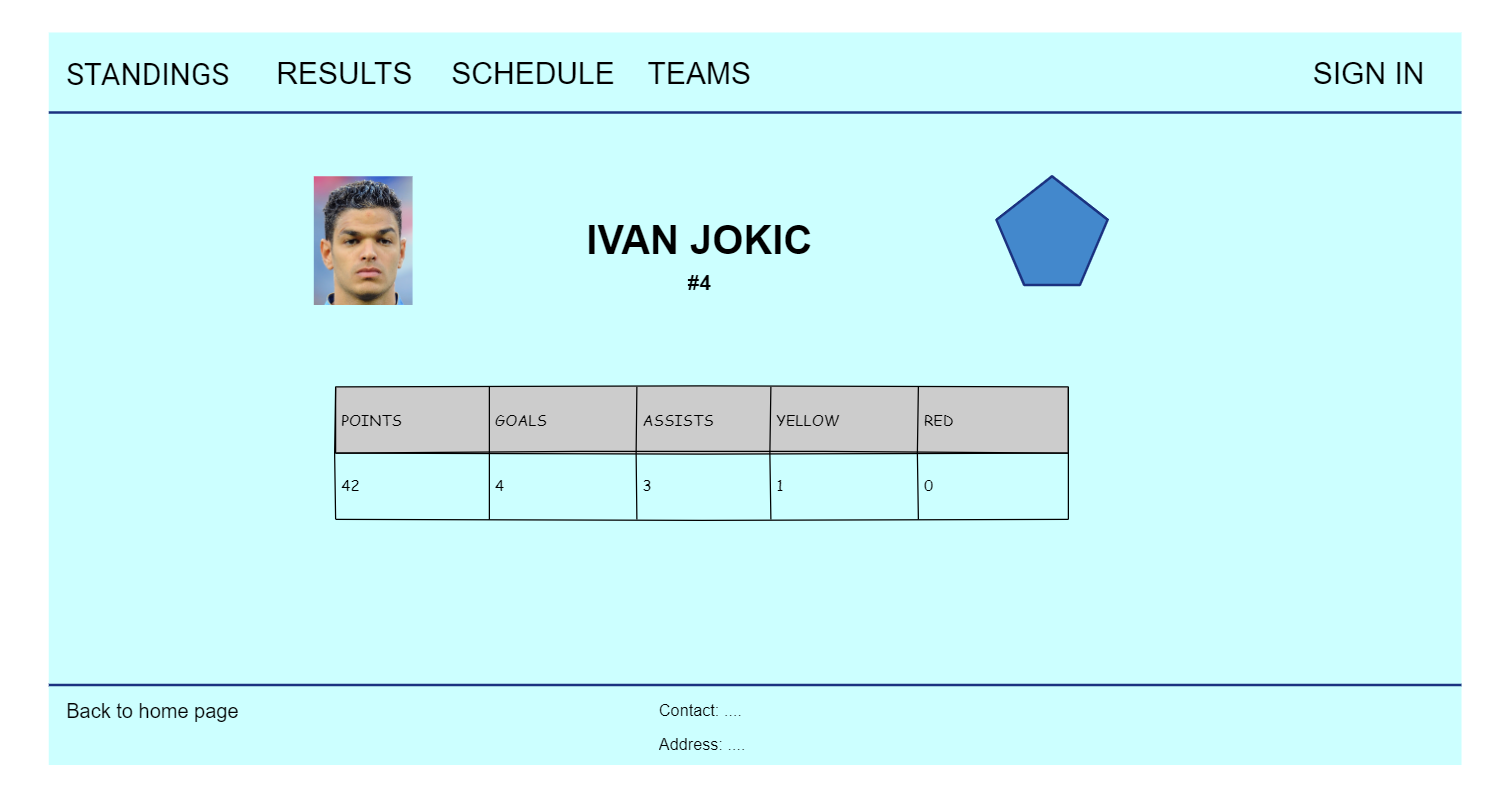 STANDINGS RESULTS SCHEDULE TEAMS SIGN IN
IVAN JOKIC
#4
POINTS GOALS ASSISTS YELLOW RED
42 4 3 1 0
Back to home page Contact: ....
Address: ....